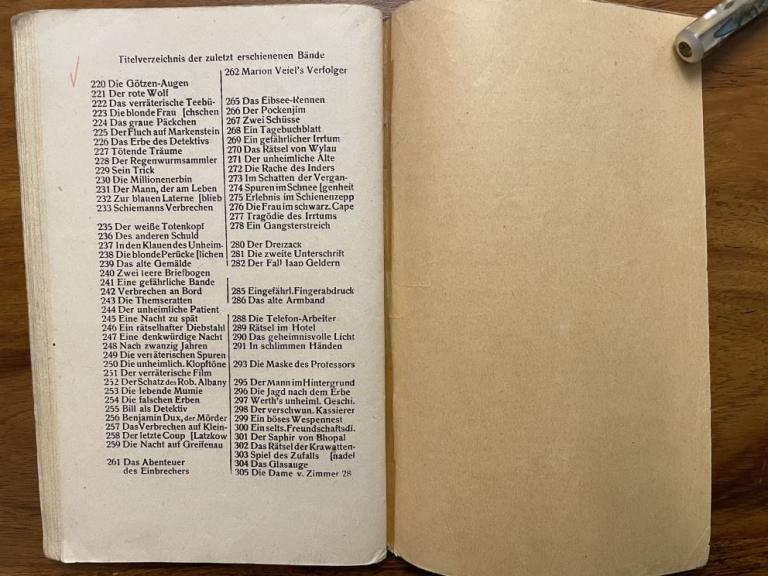 Titelverzeichnis der zuletzt erschienenen Bände
220 Die Götzen-Augen
221 Der rote Wolf
222 Das verräterische Teebü-
223 Die blonde Frau [chschen
224 Das graue Päckchen
225 Der Fluch auf Markenstein
226 Das Erbe des Detektivs
227 Tötende Träume
228 Der Regenwurmsammler
229 Sein Trick
230 Die Millionenerbin
231 Der Mann, der am Leben
232 Zur blauen Laterne [blieb
233 Schiemanns Verbrechen
235 Der weiße Totenkopf
236 Des anderen Schuld
237 In den Klauen des Unheim-
238 Die blonde Perücke [lichen
239 Das alte Gemälde
240 Zwei leere Briefbogen
241 Eine gefährliche Bande
242 Verbrechen an Bord
243 Die Themseratten
244 Der unheimliche Patient
245 Eine Nacht zu spät
246 Ein rätselhafter Diebstahl
247 Eine denkwürdige Nacht
248 Nach zwanzig Jahren
249 Die verräterischen Spuren
250 Die unheimlich. Klopftöne
251 Der verräterische Film
252 Der Schatz des Rob. Albany
253 Die lebende Mumie
254 Die falschen Erben
255 Bill als Detektiv
256 Benjamin Dux, der Mörder
257 Das Verbrechen auf Klein-
258 Der letzte Coup [Latzkow
259 Die Nacht auf Greifenau
261 Das Abenteuer
des Einbrechers
262 Marion Veiel's Verfolger
265 Das Eibsee-Rennen
266 Der Pockenjim
267 Zwei Schüsse
268 Ein Tagebuchblatt
269 Ein gefährlicher Irrtum
270 Das Rätsel von Wylau
271 Der unheimliche Alte
272 Die Rache des Inders
273 Im Schatten der Vergan-
274 Spuren im Schnee [genheit
275 Erlebnis im Schienenzepp
276 Die Frau im schwarz. Cape
277 Tragödie des Irrtums
278 Ein Gangsterstreich
280 Der Dreizack
281 Die zweite Unterschrift
282 Der Fall Jaap Geldern
285 Eingeführl. Fingerabdruck
286 Das alte Armband
288 Die Telefon-Arbeiter
289 Rätsel im Hotel
290 Das geheimnisvolle Licht
291 In schlimmen Händen
293 Die Maske des Professors
295 Der Mann im Hintergrund
296 Die Jagd nach dem Erbe
297 Werth's unheiml. Geschi.
298 Der verschwun. Kassierer
299 Ein böses Wespennest
300 Ein selts. Freundschaftsdi.
301 Der Saphir von Bhopal
302 Das Rätsel der Krawatten-
303 Spiel des Zufalls [nadel
304 Das Glasauge
305 Die Dame v. Zimmer 28